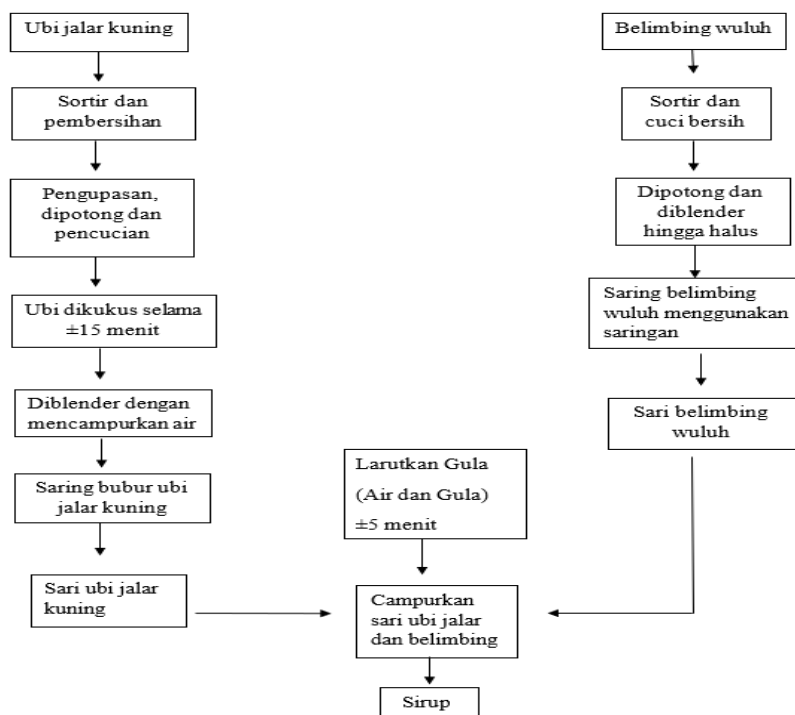 Ubi jalar kuning
Sortir dan
pembersihan
Pengupasan,
dipotong dan
pencucian
Ubi dikukus selama
±15 menit
Diblender dengan
mencampurkan air
Saring bubur ubi
jalar kuning
Sari ubi jalar
kuning
Larutkan Gula
(Air dan Gula)
±5 menit
Belimbing wuluh
Sortir dan
cuci bersih
Dipotong dan
diblender
hingga halus
Saring belimbing
wuluh menggunakan
saringan
Sari belimbing
wuluh
Campurkan
sari ubi jalar
dan belimbing
Sirup